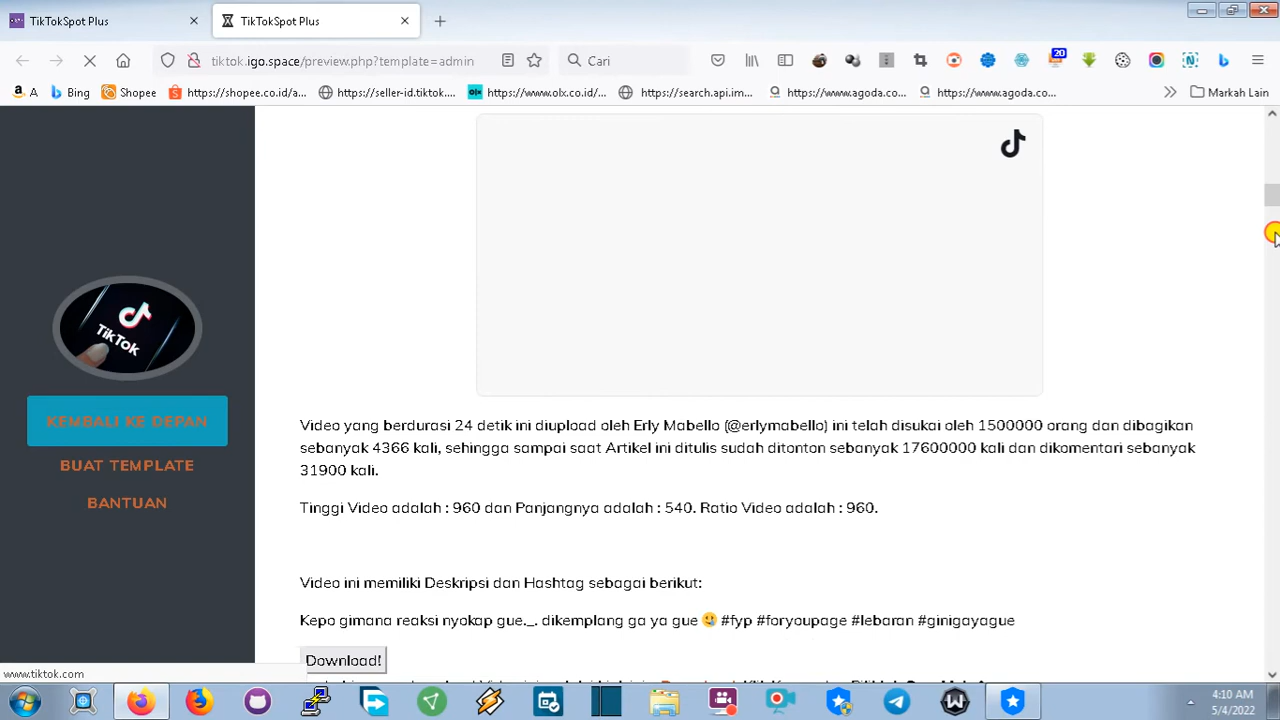 TikTokSpot Plus
TikTokSpot Plus
tiktok.igo.space/preview.php?template=admin
Cari
20
A
Bing
Shopee
https://shopee.co.id/a...
https://seller-id.tiktok....
https://www.olx.co.id/...
https://search.api.im...
https://www.agoda.co...
https://www.agoda.co...
Markah Lain
TikTok
KEMBALI KE DEPAN
BUAT TEMPLATE
BANTUAN
Video yang berdurasi 24 detik ini diupload oleh Erly Mabello (@erlymabello) ini telah disukai oleh 1500000 orang dan dibagikan
sebanyak 4366 kali, sehingga sampai saat Artikel ini ditulis sudah ditonton sebanyak 17600000 kali dan dikomentari sebanyak
31900 kali.
Tinggi Video adalah : 960 dan Panjangnya adalah : 540. Ratio Video adalah : 960.
Video ini memiliki Deskripsi dan Hashtag sebagai berikut:
Kepo gimana reaksi nyokap gue._. dikemplang ga ya gue 🥲 #fyp #foryoupage #lebaran #ginigayague
Download!
www.tiktok.com
4:10 AM
5/4/2022